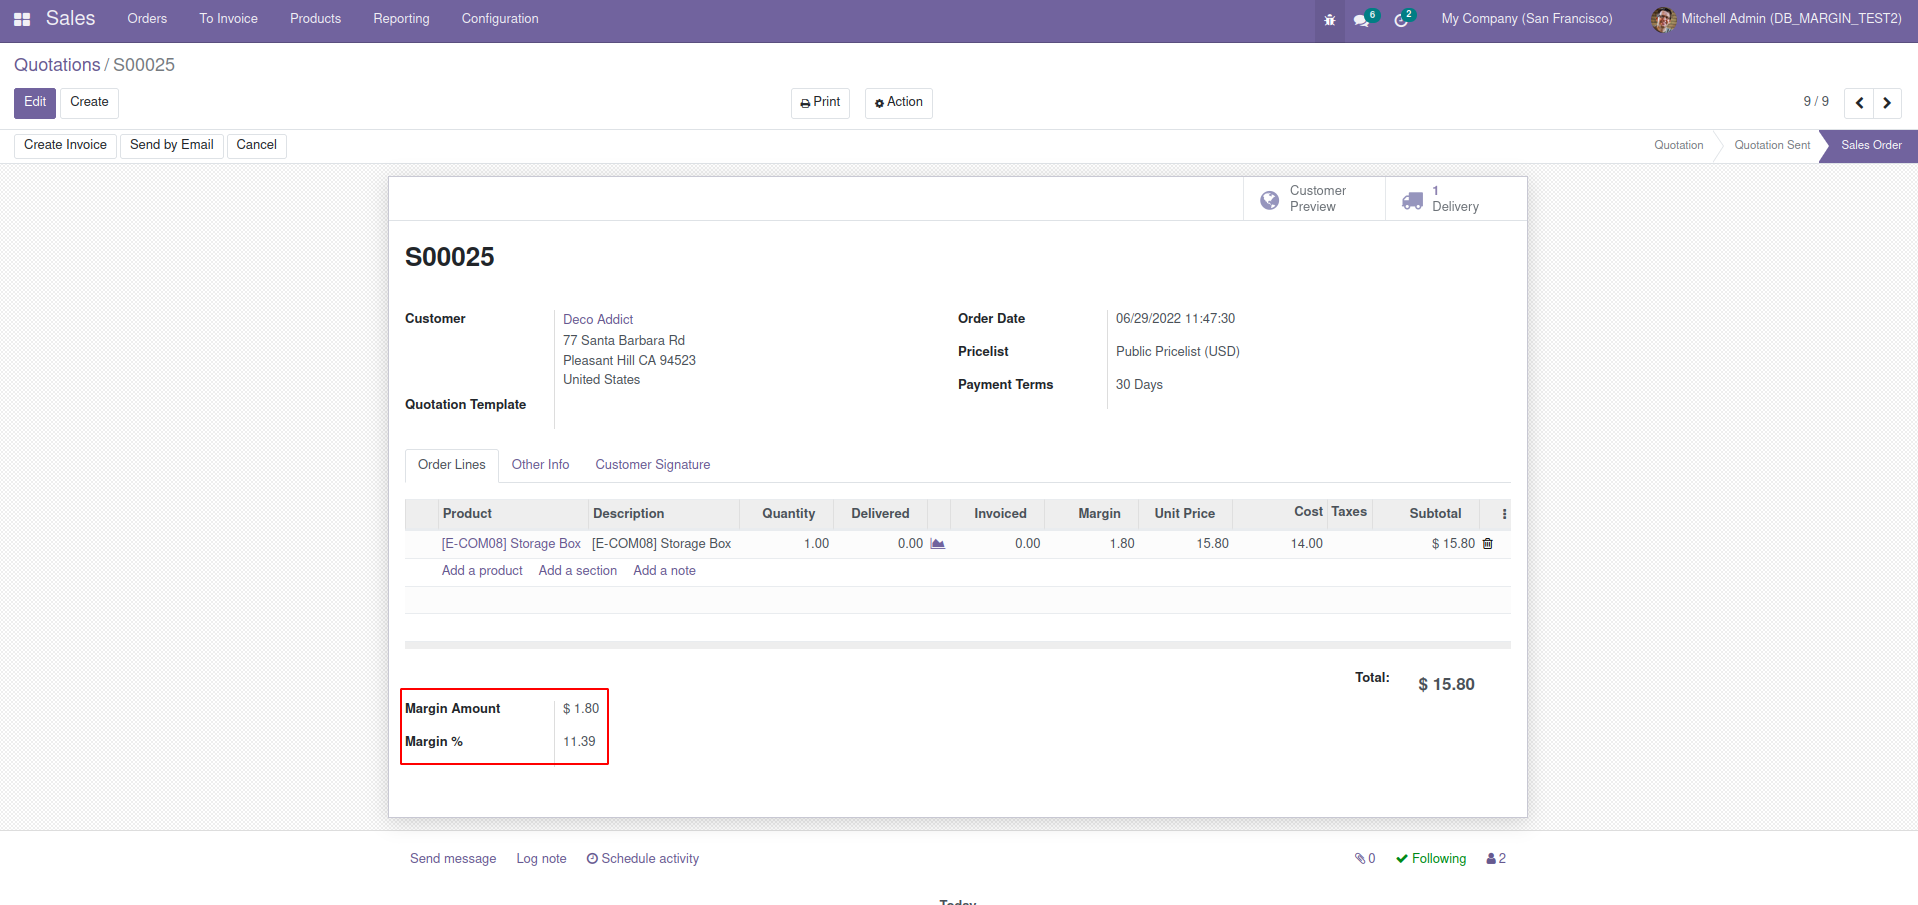 Sales Orders To Invoice Products Reporting Configuration 6 2 My Company (San Francisco) Mitchell Admin (DB_MARGIN_TEST2)
Quotations / S00025
Edit Create Print Action 9 / 9
Create Invoice Send by Email Cancel Quotation Quotation Sent Sales Order
Customer Preview 1 Delivery
S00025
Customer Deco Addict Order Date 06/29/2022 11:47:30
77 Santa Barbara Rd
Pleasant Hill CA 94523 Pricelist Public Pricelist (USD)
United States Payment Terms 30 Days
Quotation Template
Order Lines Other Info Customer Signature
Product Description Quantity Delivered Invoiced Margin Unit Price Cost Taxes Subtotal
[E-COM08] Storage Box [E-COM08] Storage Box 1.00 0.00 0.00 1.80 15.80 14.00 $ 15.80
Add a product Add a section Add a note
Total: $ 15.80
Margin Amount $ 1.80
Margin % 11.39
Send message Log note Schedule activity 0 Following 2
Today